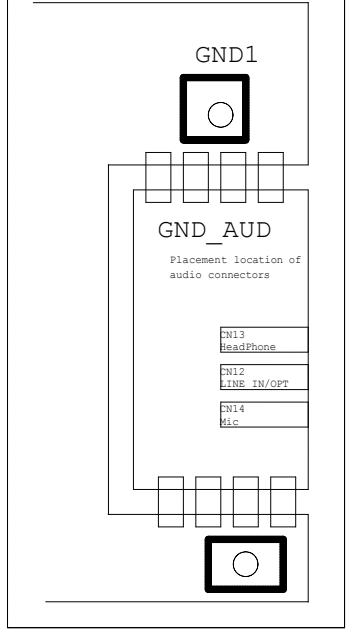 GND1
GND_AUD
Placement location of
audio connectors
CN13
HeadPhone
CN12
LINE IN/OPT
CN14
Mic